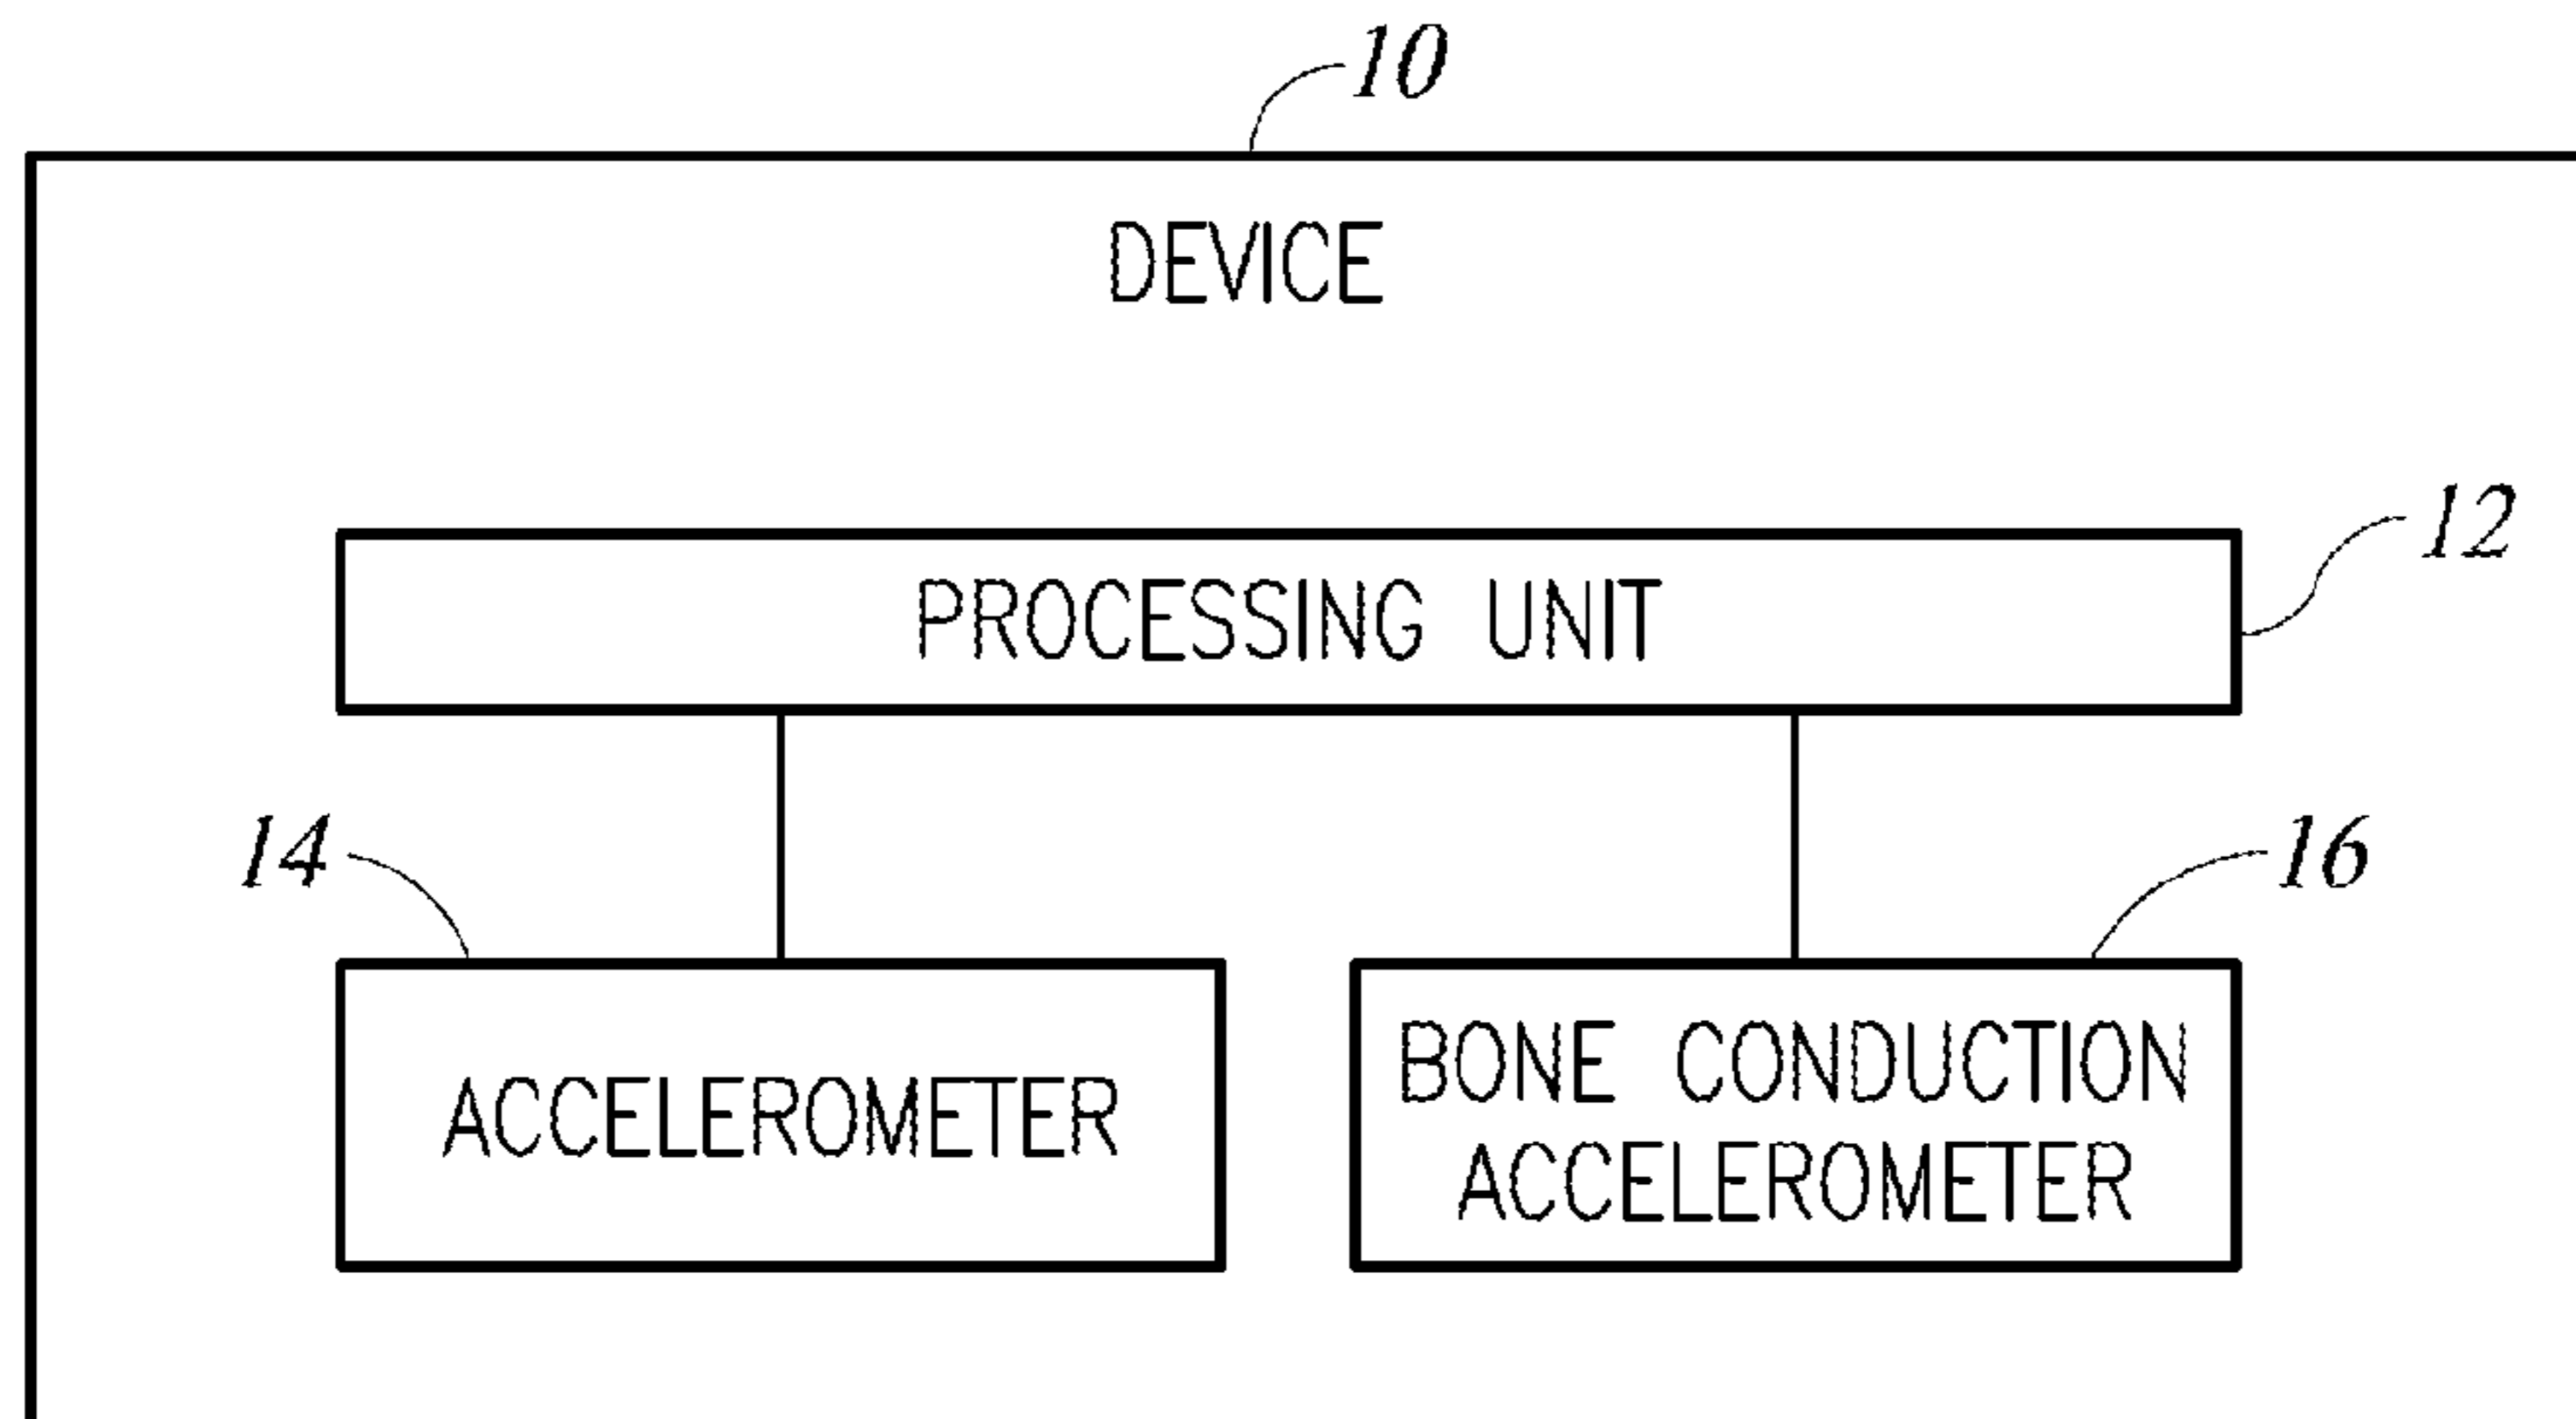 10
DEVICE
12
PROCESSING UNIT
14
16
ACCELEROMETER
BONE CONDUCTION
ACCELEROMETER